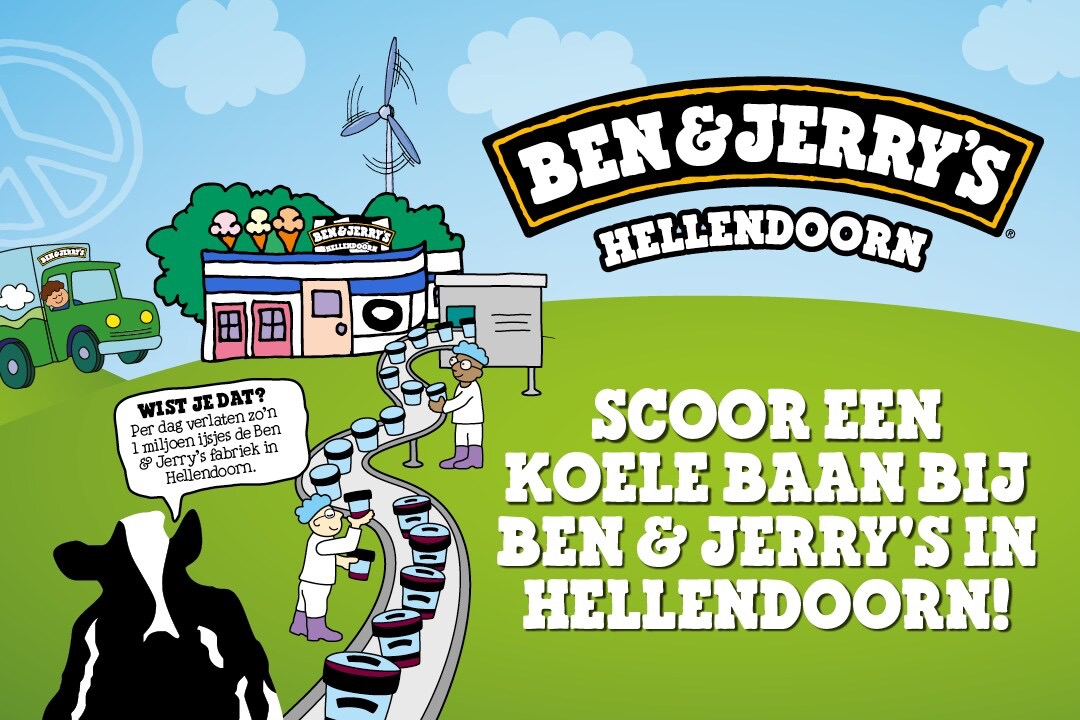 BEN & JERRY'S
HELLENDOORN
®
BEN & JERRY'S
HELLENDOORN
BEN & JERRY'S
WIST JE DAT?
Per dag verlaten zo'n
1 miljoen ijsjes de Ben
& Jerry's fabriek in
Hellendoorn.
SCOOR EEN
KOELE BAAN BIJ
BEN & JERRY'S IN
HELLENDOORN!